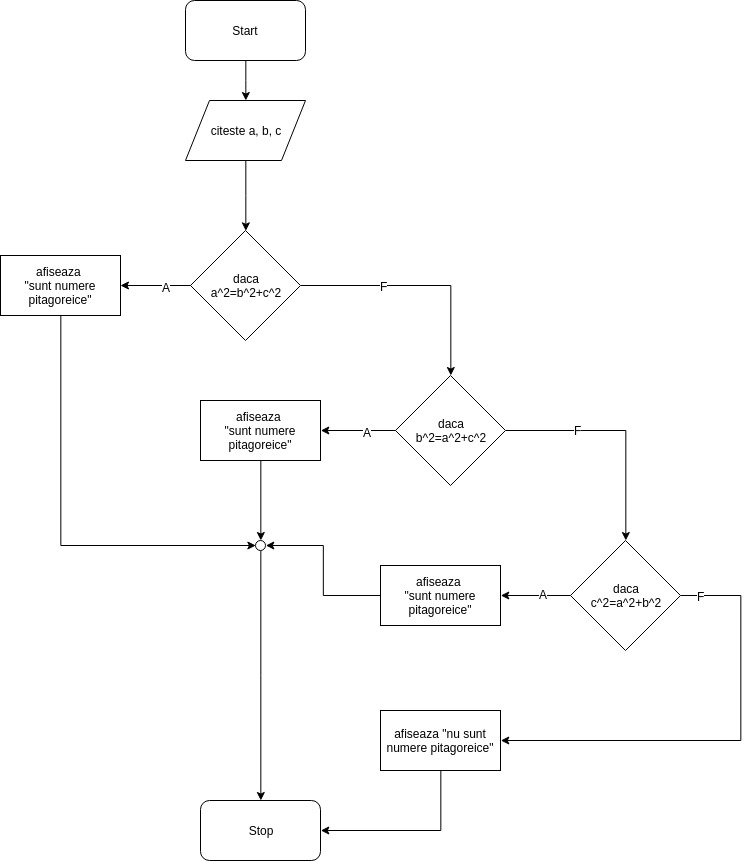 Start
citeste a, b, c
daca
a^2=b^2+c^2
A
F
afiseaza
"sunt numere
pitagoreice"
daca
b^2=a^2+c^2
A
F
afiseaza
"sunt numere
pitagoreice"
daca
c^2=a^2+b^2
A
F
afiseaza
"sunt numere
pitagoreice"
afiseaza "nu sunt
numere pitagoreice"
Stop